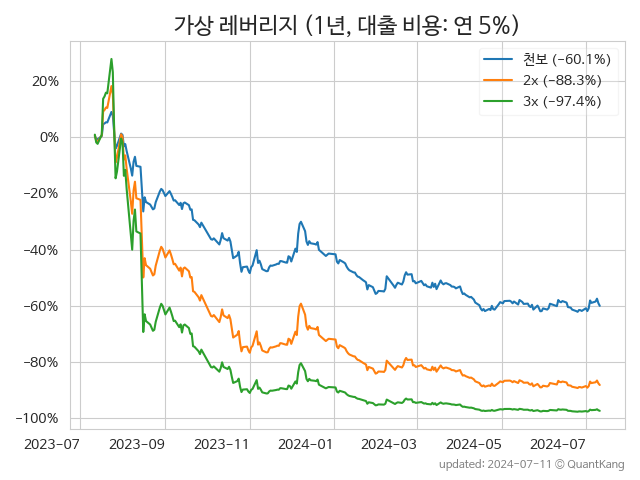 가상 레버리지 (1년, 대출 비용: 연 5%)
천보 (−60.1%)
2x (−88.3%)
3x (−97.4%)
20%
0%
−20%
−40%
−60%
−80%
−100%
2023-07
2023-09
2023-11
2024-01
2024-03
2024-05
2024-07
updated: 2024-07-11 © QuantKang